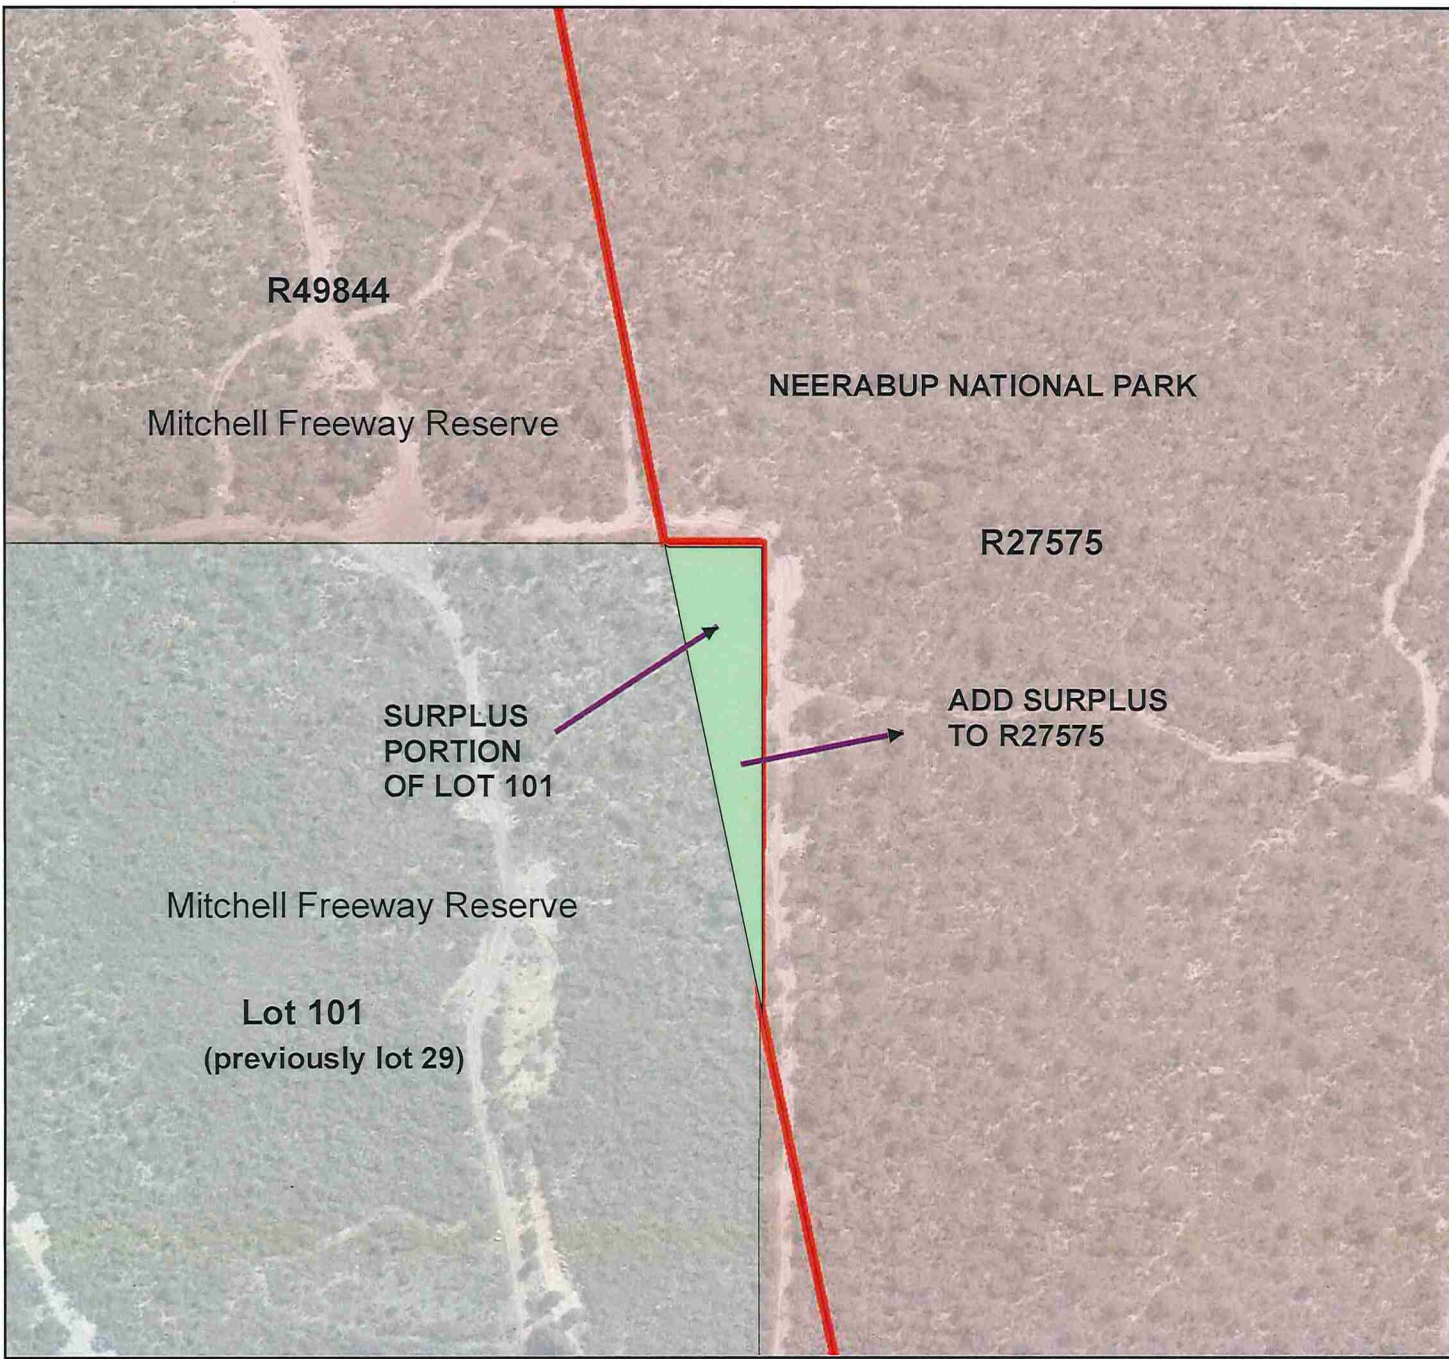 R49844
NEERABUP NATIONAL PARK
Mitchell Freeway Reserve
R27575
SURPLUS
PORTION
OF LOT 101
ADD SURPLUS
TO R27575
Mitchell Freeway Reserve
Lot 101
(previously lot 29)